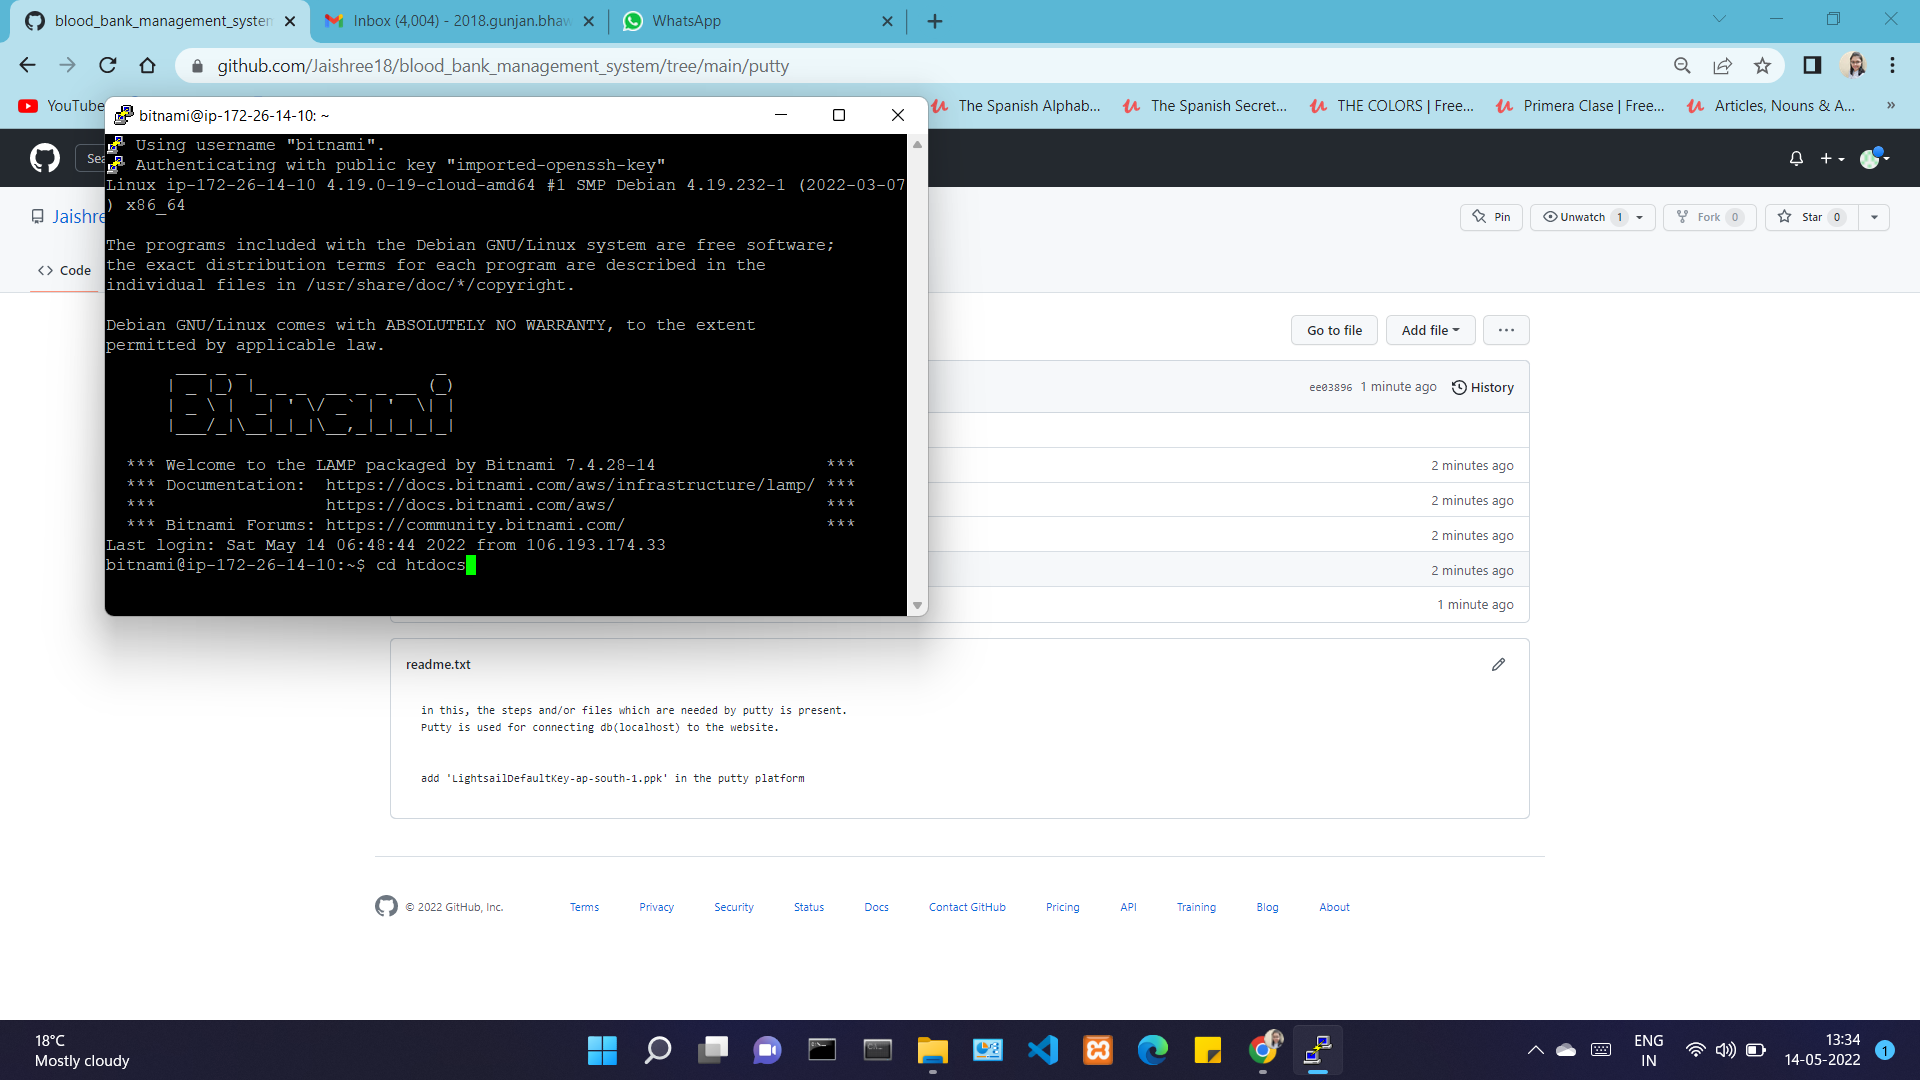 blood_bank_management_system
Inbox (4,004) - 2018.gunjan.bhaw
WhatsApp
github.com/Jaishree18/blood_bank_management_system/tree/main/putty
YouTube
The Spanish Alphab...
The Spanish Secret...
THE COLORS | Free...
Primera Clase | Free...
Articles, Nouns & A...
»
bitnami@ip-172-26-14-10: ~
Using username "bitnami".
Authenticating with public key "imported-openssh-key"
Linux ip-172-26-14-10 4.19.0-19-cloud-amd64 #1 SMP Debian 4.19.232-1 (2022-03-07
) x86_64
The programs included with the Debian GNU/Linux system are free software;
the exact distribution terms for each program are described in the
individual files in /usr/share/doc/*/copyright.
Debian GNU/Linux comes with ABSOLUTELY NO WARRANTY, to the extent
permitted by applicable law.
Bitnami
*** Welcome to the LAMP packaged by Bitnami 7.4.28-14 ***
*** Documentation: https://docs.bitnami.com/aws/infrastructure/lamp/ ***
*** https://docs.bitnami.com/aws/ ***
*** Bitnami Forums: https://community.bitnami.com/ ***
Last login: Sat May 14 06:48:44 2022 from 106.193.174.33
bitnami@ip-172-26-14-10:~$ cd htdocs
Sea
Jaishre
Pin
Unwatch 1
Fork 0
Star 0
Code
Go to file
Add file
...
ee03896 1 minute ago History
2 minutes ago
2 minutes ago
2 minutes ago
2 minutes ago
1 minute ago
readme.txt
in this, the steps and/or files which are needed by putty is present.
Putty is used for connecting db(localhost) to the website.
add 'LightsailDefaultKey-ap-south-1.ppk' in the putty platform
© 2022 GitHub, Inc.
Terms
Privacy
Security
Status
Docs
Contact GitHub
Pricing
API
Training
Blog
About
18°C
Mostly cloudy
ENG
IN
13:34
14-05-2022
1